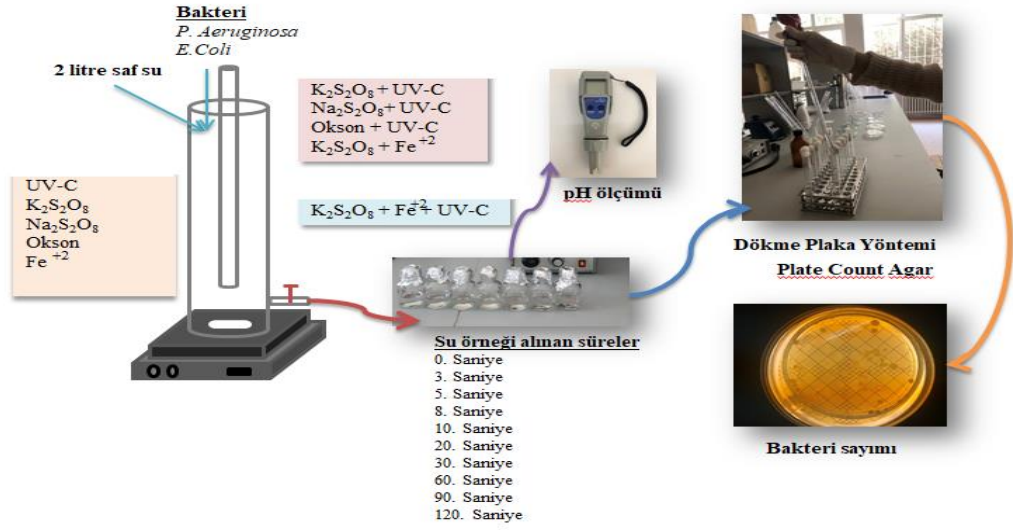 Bakteri
P. Aeruginosa
E.Coli
2 litre saf su
UV-C
K₂S₂O₈
Na₂S₂O₈
Okson
Fe ⁺²
K₂S₂O₈ + UV-C
Na₂S₂O₈+ UV-C
Okson + UV-C
K₂S₂O₈ + Fe ⁺²
K₂S₂O₈ + Fe⁺² + UV-C
pH ölçümü
Su örneği alınan süreler
0. Saniye
3. Saniye
5. Saniye
8. Saniye
10. Saniye
20. Saniye
30. Saniye
60. Saniye
90. Saniye
120. Saniye
Dökme Plaka Yöntemi
Plate Count Agar
Bakteri sayımı